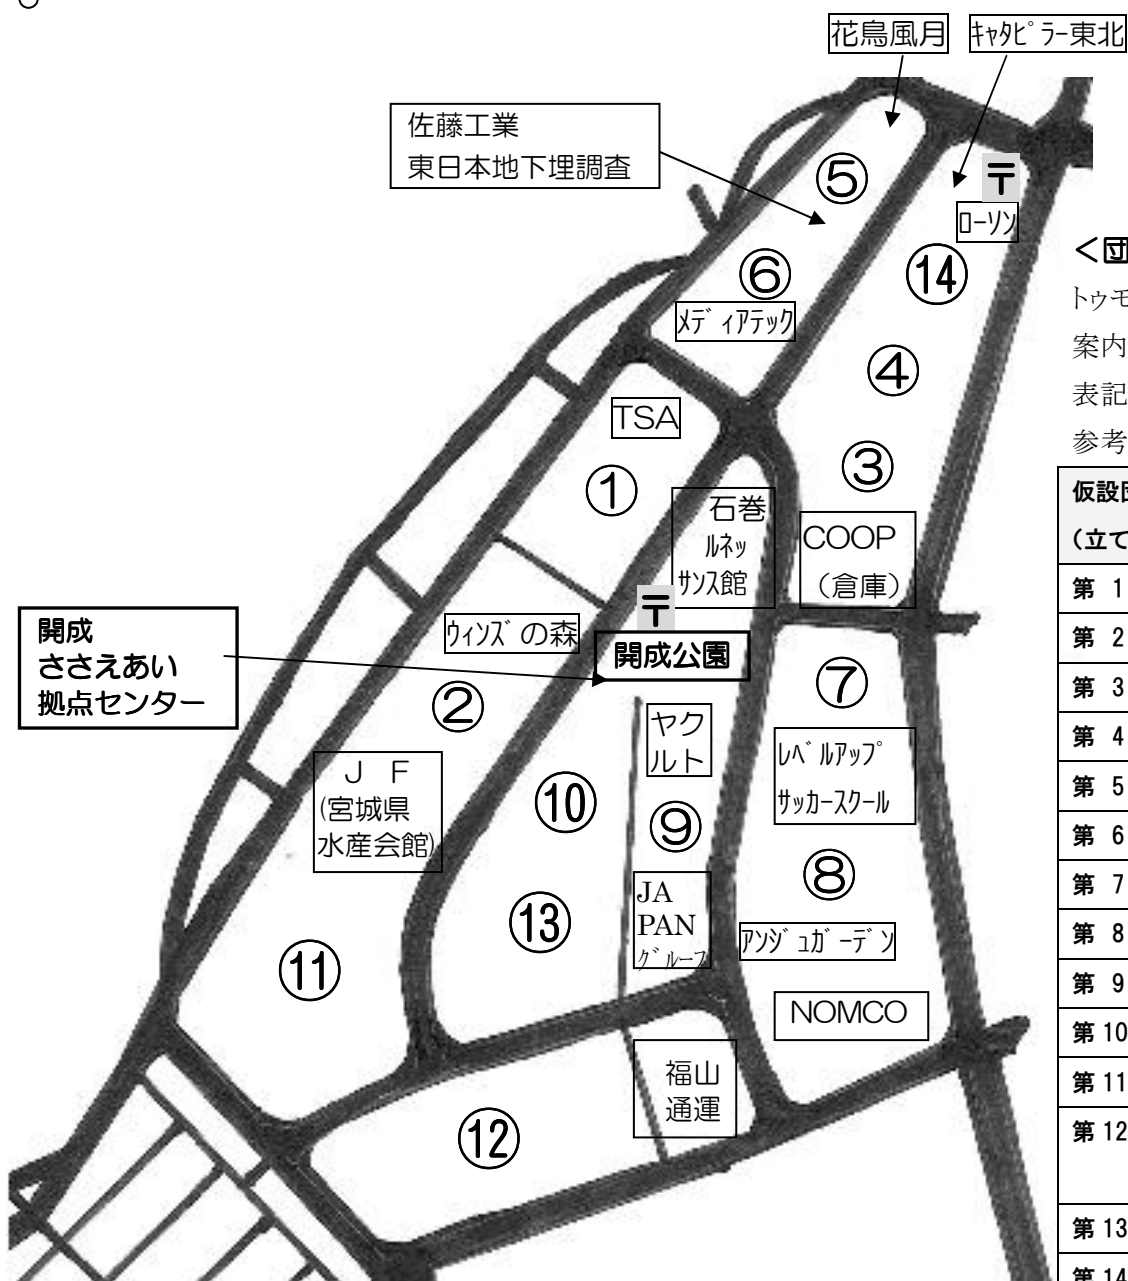 花鳥風月
ｷｬﾀﾋﾟﾗｰ東北
佐藤工業
東日本地下埋調査
⑤
〒
ﾛｰｿﾝ
⑥
⑭
ﾒﾃﾞｨｱﾃｯｸ
④
TSA
③
①
石巻
ﾙﾈｯ
ｻﾝｽ館
COOP
（倉庫）
〒
開成
ささえあい
拠点センター
ｳｨﾝｽﾞの森
開成公園
②
⑦
ヤク
ルト
ﾚﾍﾞﾙｱｯﾌﾟ
ｻｯｶｰｽｸｰﾙ
ＪＦ
(宮城県
水産会館)
⑩
⑨
⑧
JA
PAN
ｸﾞﾙｰﾌﾟ
⑬
ｱﾝｼﾞｭｶﾞｰﾃﾞﾝ
⑪
NOMCO
福山
通運
⑫
＜団
トゥモ
案内
表記
参考
仮設団
（立て
第 1
第 2
第 3
第 4
第 5
第 6
第 7
第 8
第 9
第 10
第 11
第 12
第 13
第 14